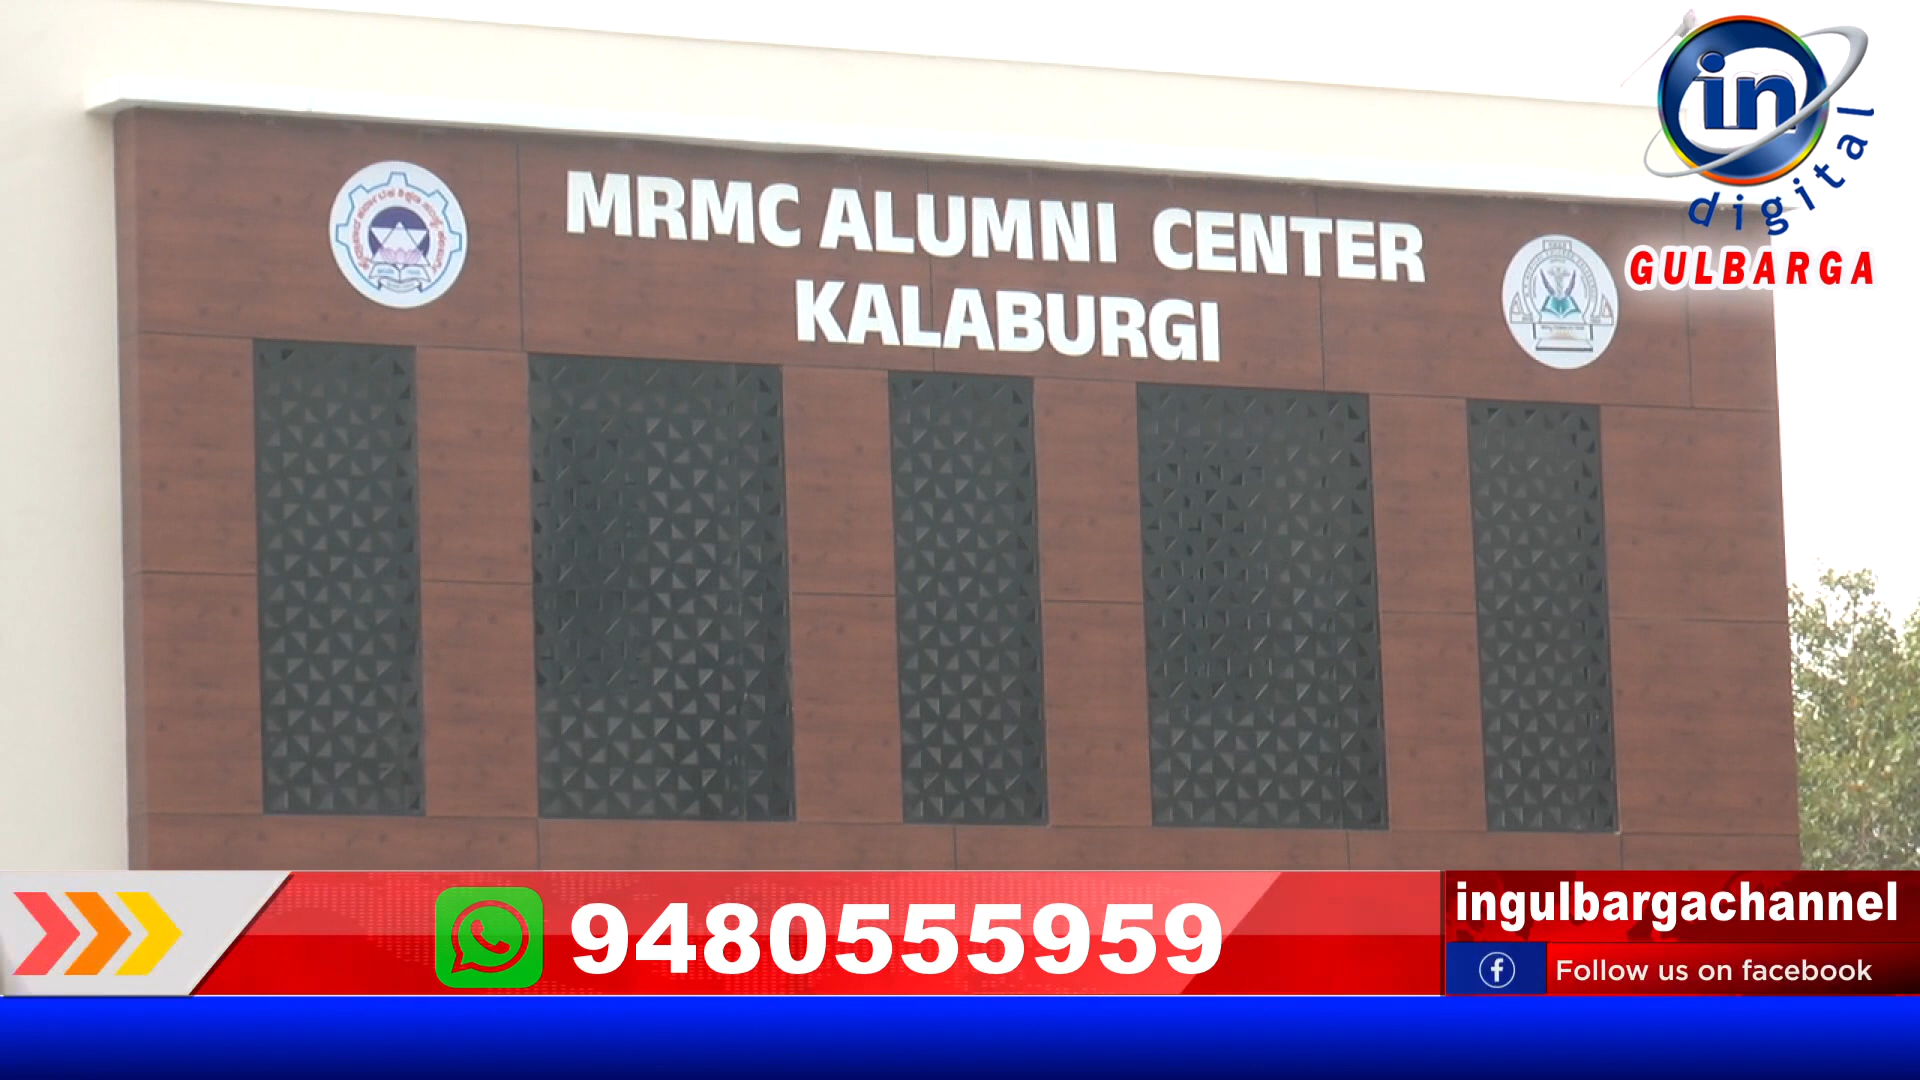 in
digital
GULBARGA
MRMC ALUMNI CENTER
KALABURGI
9480555959
ingulbargachannel
Follow us on facebook